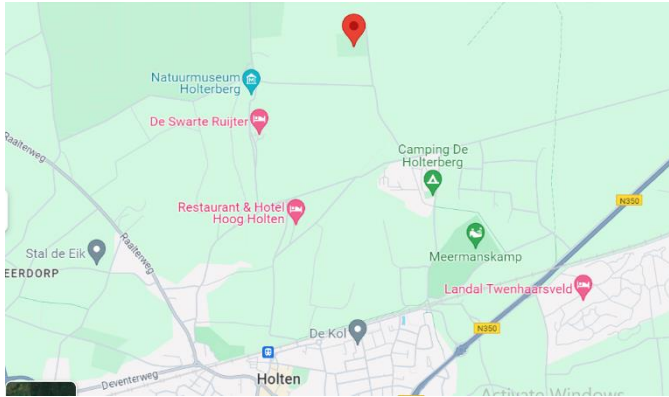 Natuurmuseum
Holterberg
De Swarte Ruijter
Raalterweg
Camping De
Holterberg
N350
Restaurant & Hotel
Hoog Holten
Raalterweg
Stal de Eik
EERDORP
Meermanskamp
Landal Twenhaarsveld
N350
De Kol
Deventerweg
Holten
Activate Windows